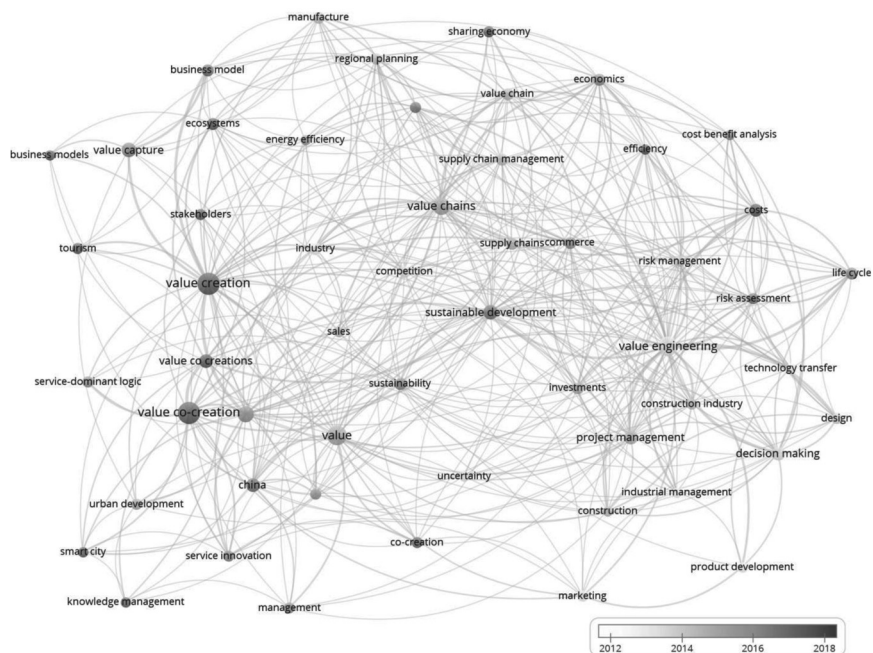 manufacture
sharing economy
regional planning
business model
economics
value chain
ecosystems
cost benefit analysis
energy efficiency
business models
value capture
efficiency
supply chain management
value chains
costs
stakeholders
supply chains
commerce
tourism
industry
risk management
competition
life cycle
value creation
risk assessment
sustainable development
sales
value engineering
value co creations
technology transfer
service-dominant logic
sustainability
investments
construction industry
value co-creation
design
value
project management
decision making
uncertainty
china
industrial management
urban development
construction
co-creation
smart city
service innovation
product development
marketing
knowledge management
management
2012 2014 2016 2018